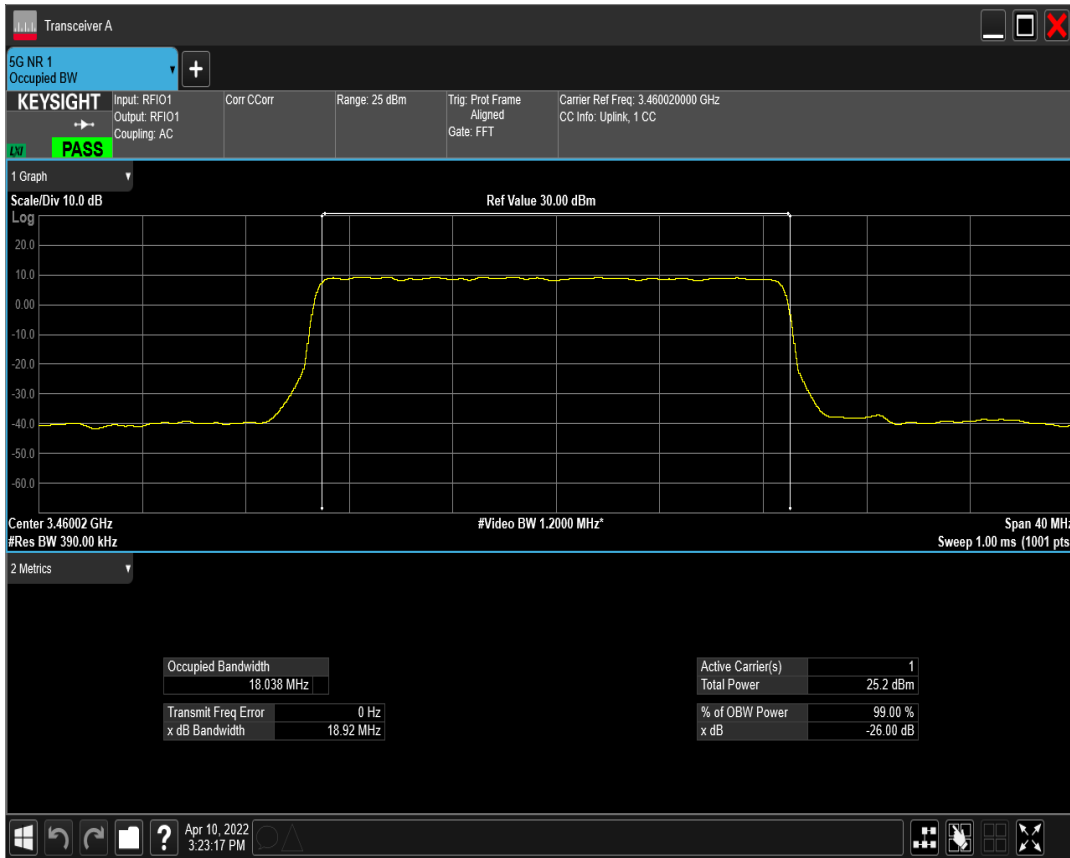 Transceiver A
5G NR 1
Occupied BW
+
KEYSIGHT
LXI
PASS
Input: RFIO1
Output: RFIO1
Coupling: AC
Corr CCorr
Range: 25 dBm
Trig: Prot Frame
Aligned
Gate: FFT
Carrier Ref Freq: 3.460020000 GHz
CC Info: Uplink, 1 CC
1 Graph
Scale/Div 10.0 dB
Ref Value 30.00 dBm
Log
20.0
10.0
0.00
-10.0
-20.0
-30.0
-40.0
-50.0
-60.0
Center 3.46002 GHz
#Video BW 1.2000 MHz*
Span 40 MHz
#Res BW 390.00 kHz
Sweep 1.00 ms (1001 pts
2 Metrics
Occupied Bandwidth
18.038 MHz
Transmit Freq Error 0 Hz
x dB Bandwidth 18.92 MHz
Active Carrier(s) 1
Total Power 25.2 dBm
% of OBW Power 99.00 %
x dB -26.00 dB
?
Apr 10, 2022
3:23:17 PM